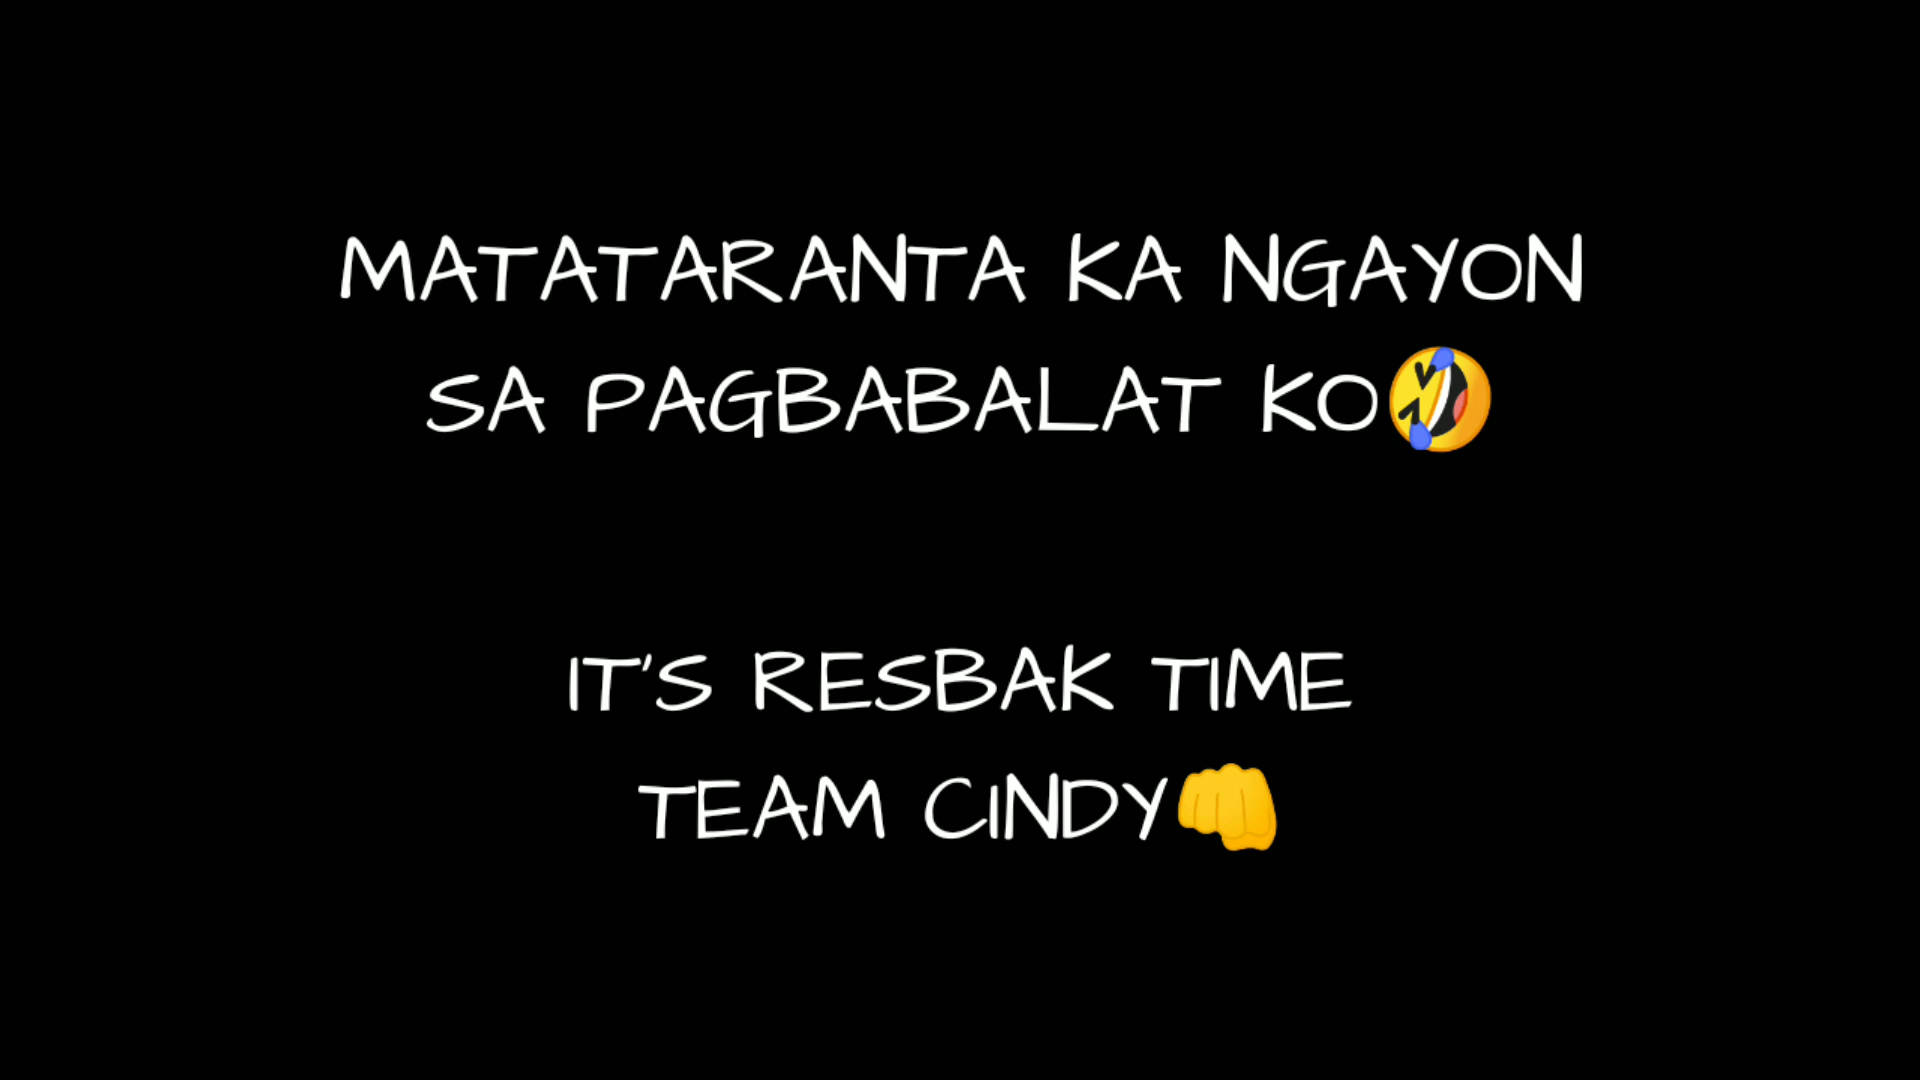 MATATARANTA KA NGAYON
SA PAGBABALAT KO🤣
IT'S RESBAK TIME
TEAM CINDY👊